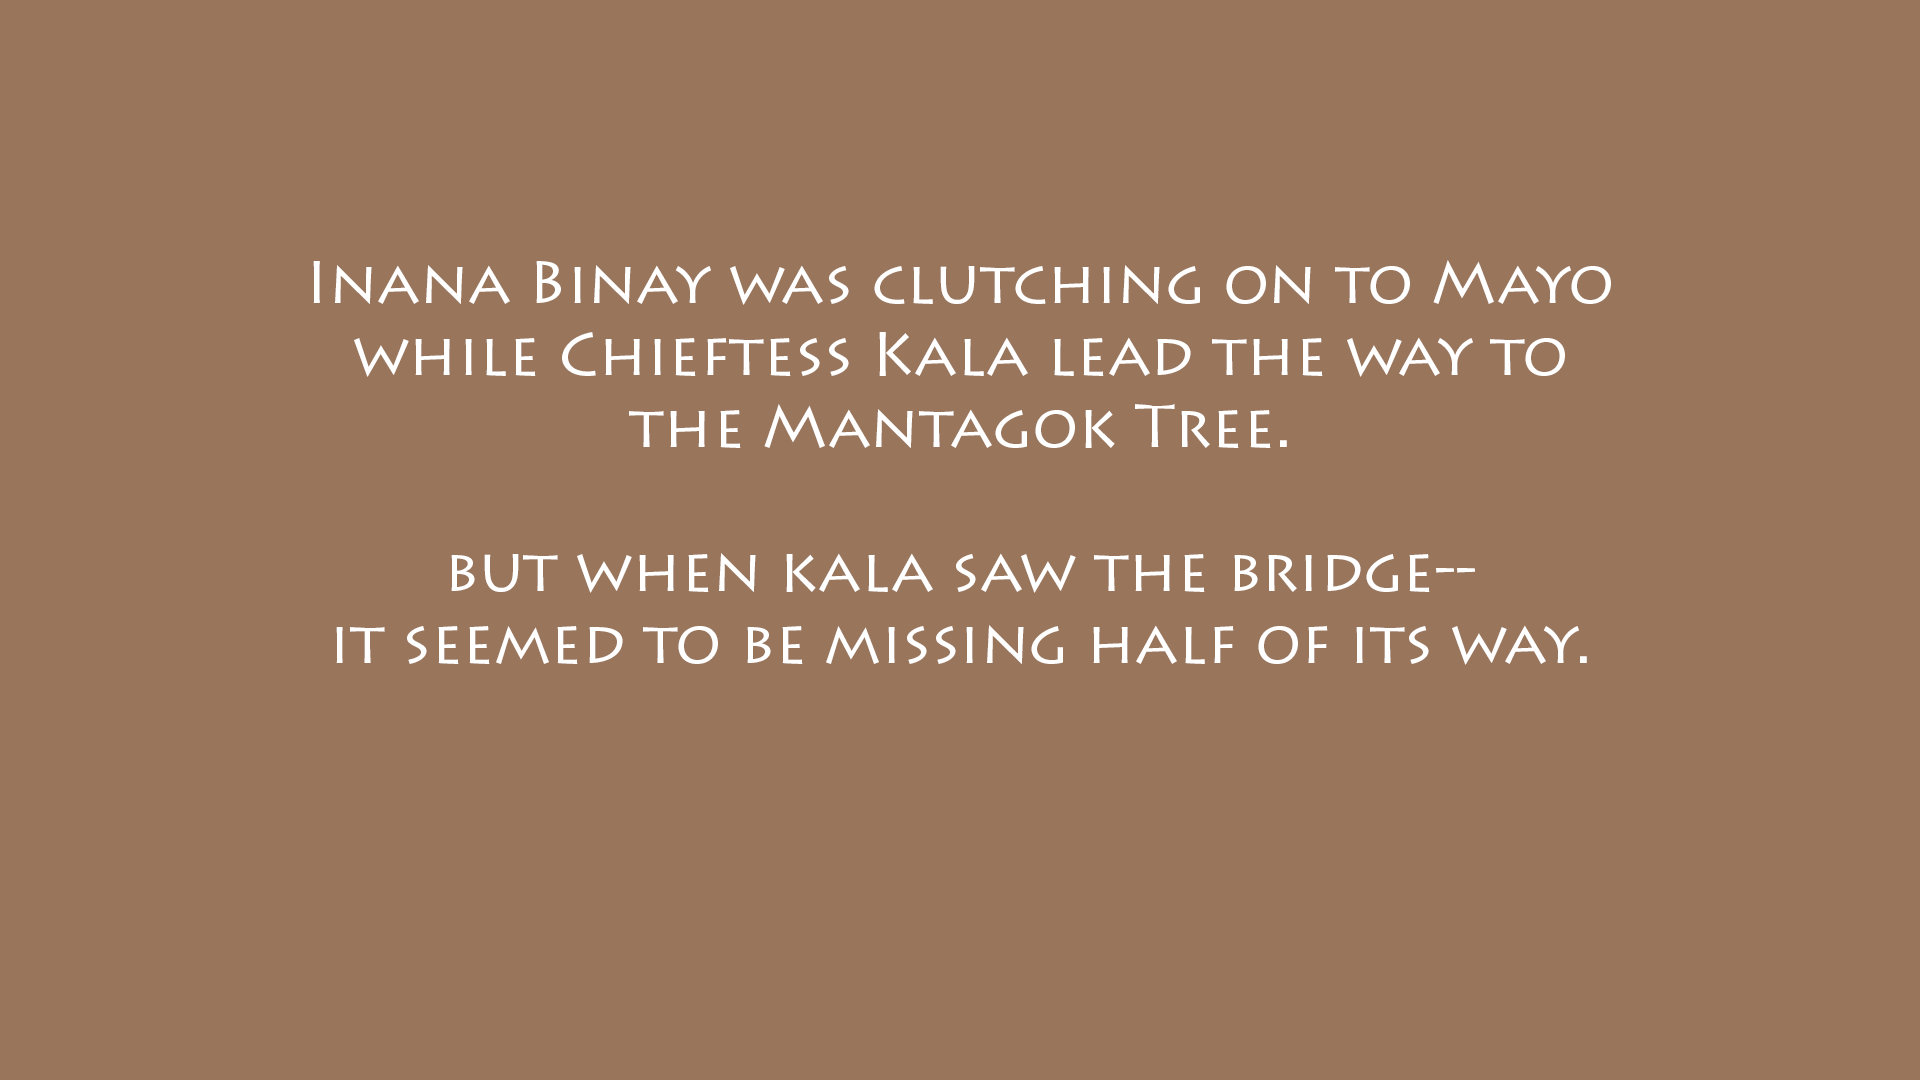 Inana Binay was clutching on to Mayo
while Chieftess Kala lead the way to
the Mantagok Tree.
but when kala saw the bridge--
it seemed to be missing half of its way.